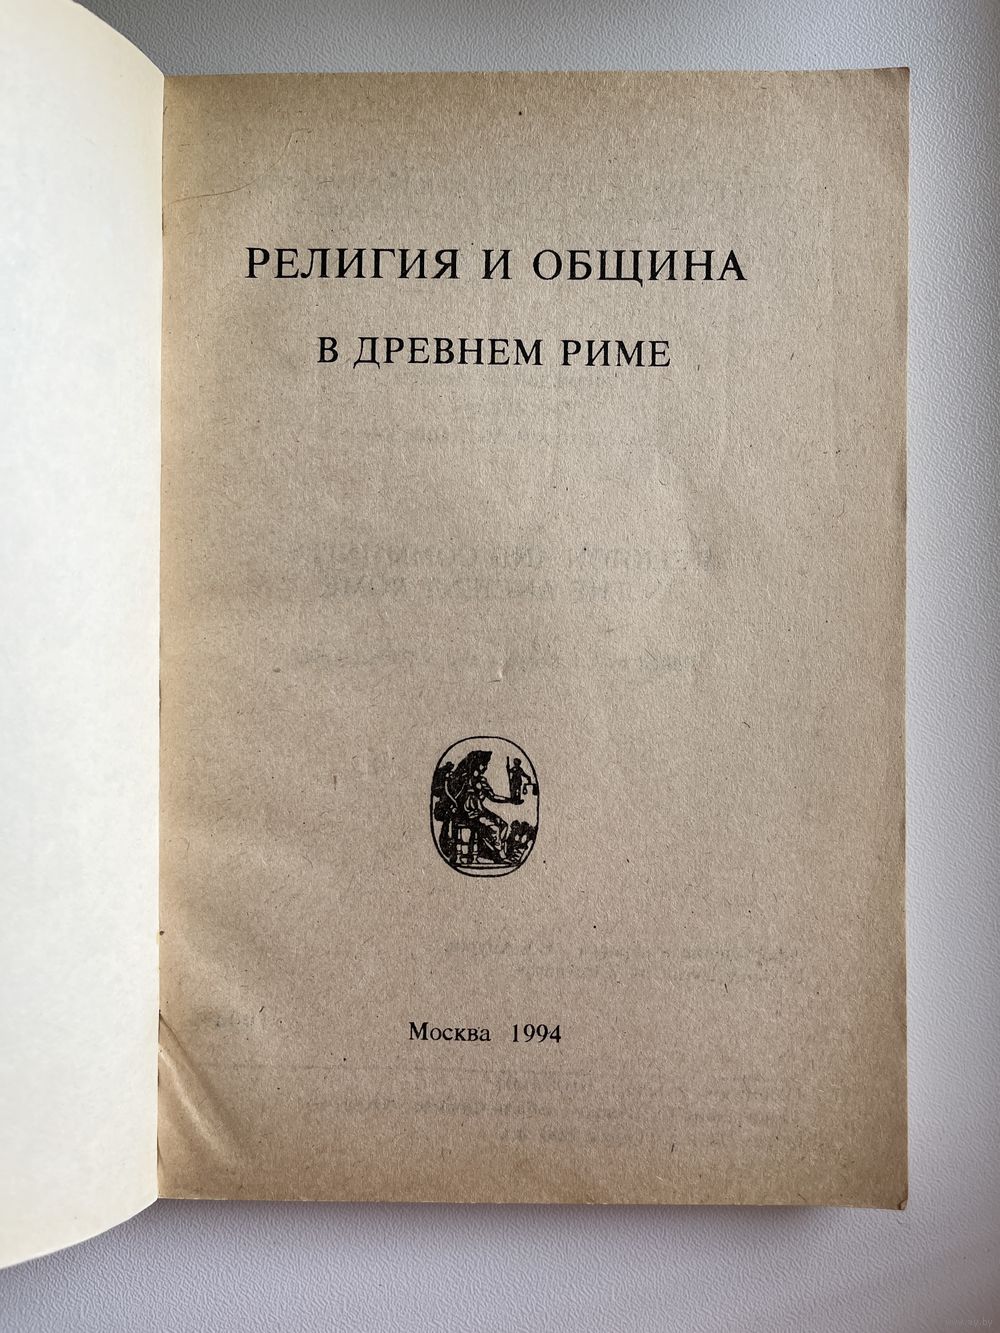 РЕЛИГИЯ И ОБЩИНА
В ДРЕВНЕМ РИМЕ
Москва 1994